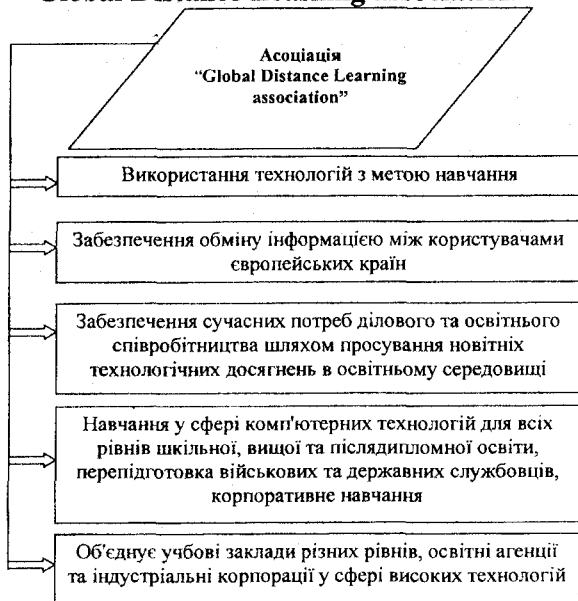 Асоціація
“Global Distance Learning
association”
Використання технологій з метою навчання
Забезпечення обміну інформацією між користувачами
європейських країн
Забезпечення сучасних потреб ділового та освітнього
співробітництва шляхом просування новітніх
технологічних досягнень в освітньому середовищі
Навчання у сфері комп'ютерних технологій для всіх
рівнів шкільної, вищої та післядипломної освіти,
перепідготовка військових та державних службовців,
корпоративне навчання
Об’єднує учбові заклади різних рівнів, освітні агенції
та індустріальні корпорації у сфері високих технологій